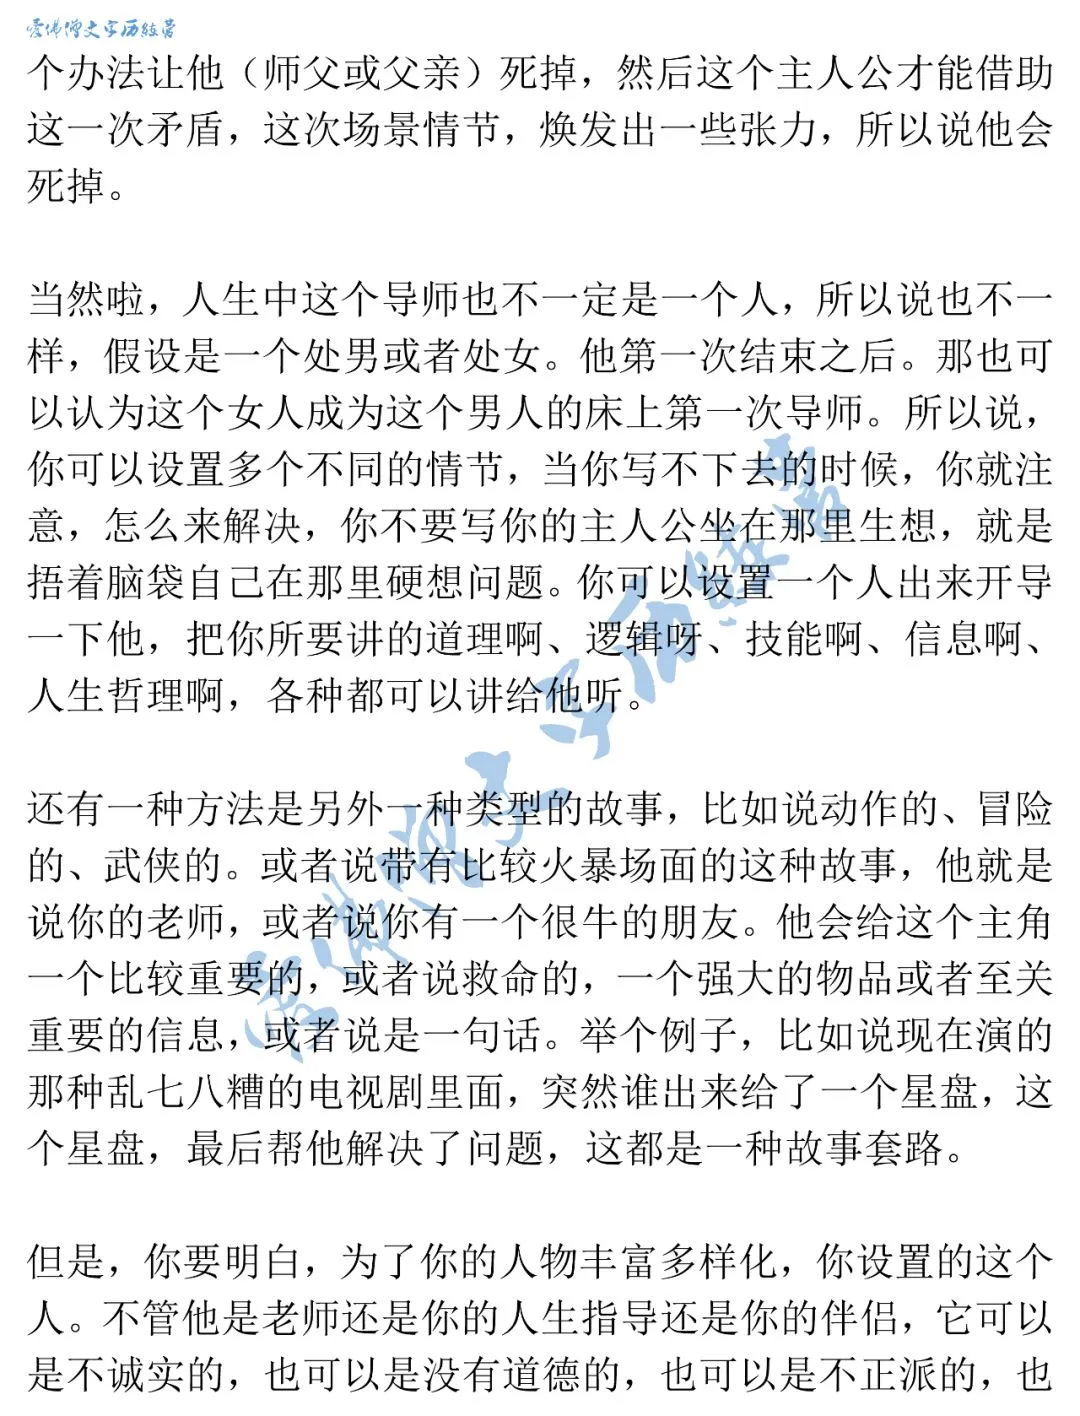 爱佛僧文字历练营
个办法让他（师父或父亲）死掉，然后这个主人公才能借助
这一次矛盾，这次场景情节，焕发出一些张力，所以说他会
死掉。
当然啦，人生中这个导师也不一定是一个人，所以说也不一
样，假设是一个处男或者处女。他第一次结束之后。那也可
以认为这个女人成为这个男人的床上第一次导师。所以说，
你可以设置多个不同的情节，当你写不下去的时候，你就注
意，怎么来解决，你不要写你的主人公坐在那里生想，就是
捂着脑袋自己在那里硬想问题。你可以设置一个人出来开导
一下他，把你所要讲的道理啊、逻辑呀、技能啊、信息啊、
人生哲理啊，各种都可以讲给他听。
还有一种方法是另外一种类型的故事，比如说动作的、冒险
的、武侠的。或者说带有比较火暴场面的这种故事，他就是
说你的老师，或者说你有一个很牛的朋友。他会给这个主角
一个比较重要的，或者说救命的，一个强大的物品或者至关
重要的信息，或者说是一句话。举个例子，比如说现在演的
那种乱七八糟的电视剧里面，突然谁出来给了一个星盘，这
个星盘，最后帮他解决了问题，这都是一种故事套路。
但是，你要明白，为了你的人物丰富多样化，你设置的这个
人。不管他是老师还是你的人生指导还是你的伴侣，它可以
是不诚实的，也可以是没有道德的，也可以是不正派的，也